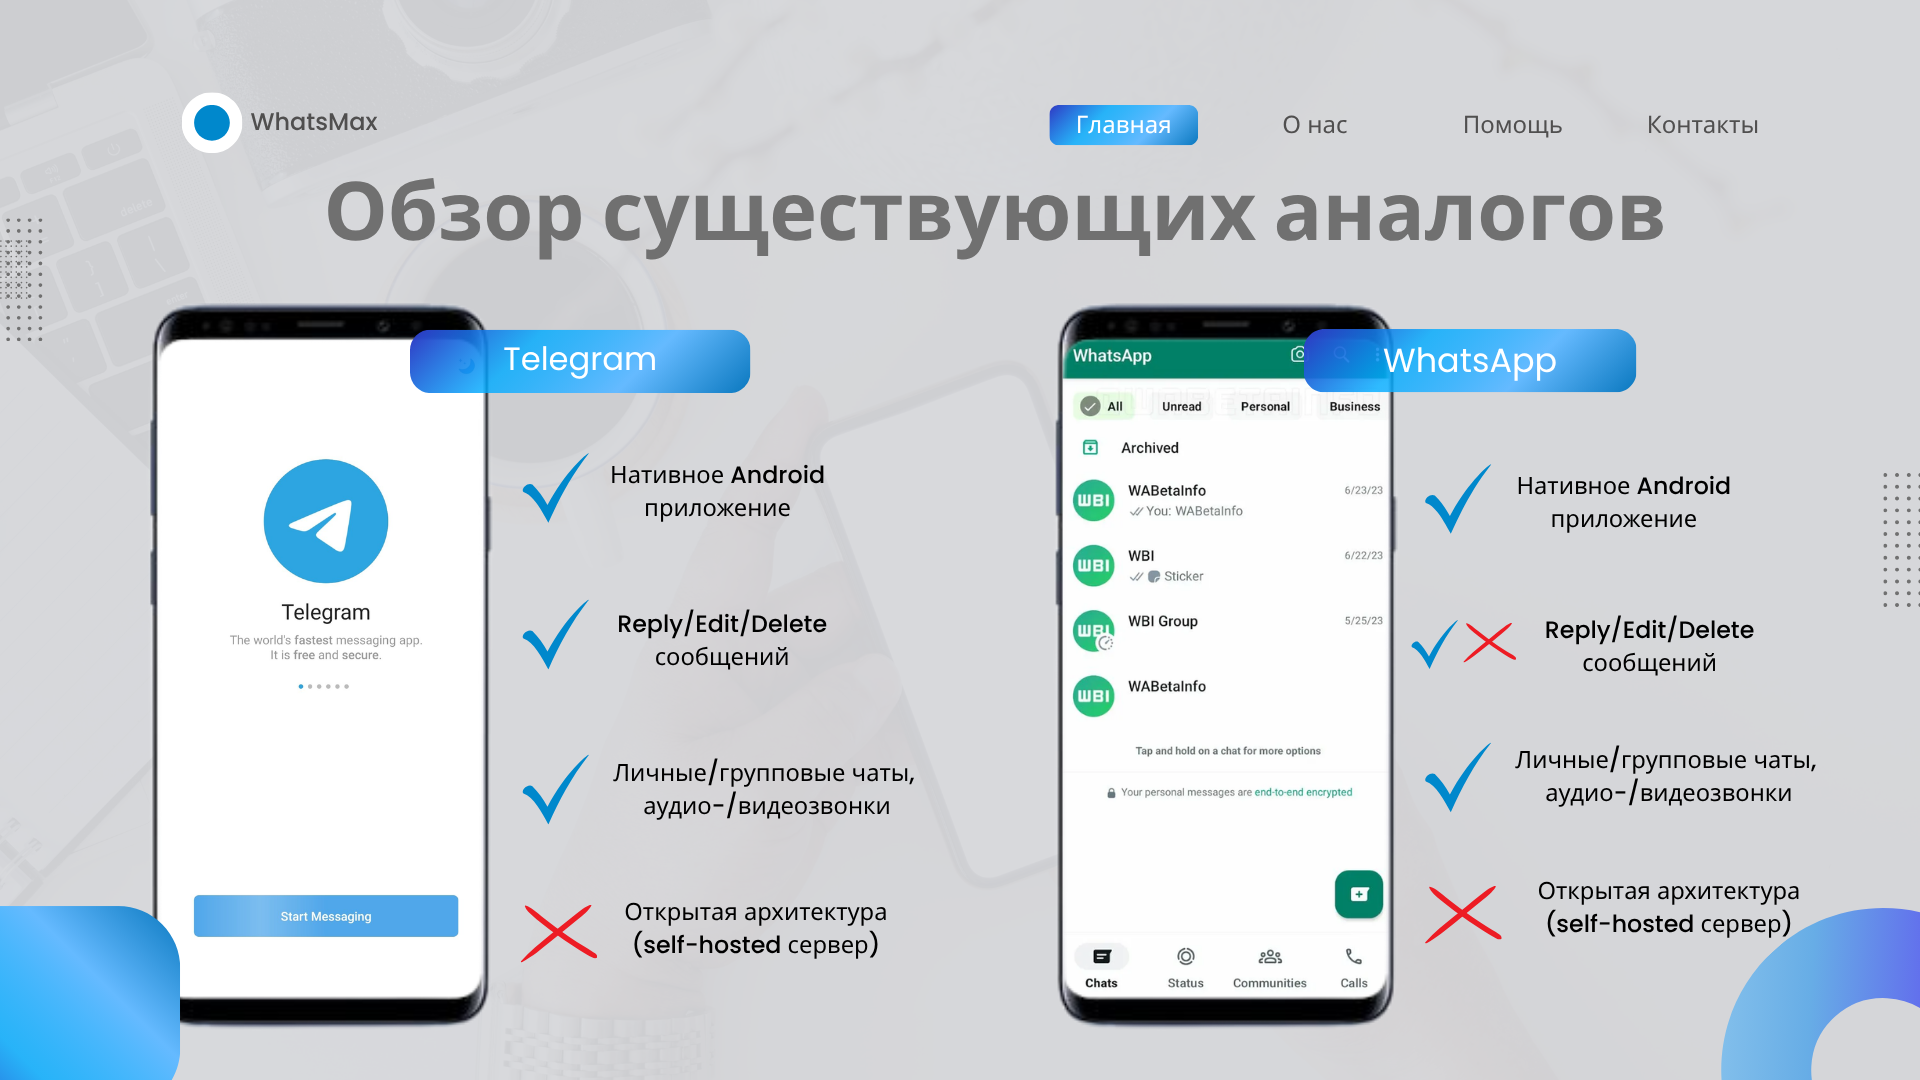 WhatsMax
Главная
О нас
Помощь
Контакты
Обзор существующих аналогов
Telegram
Telegram
The world's fastest messaging app.
It is free and secure.
Start Messaging
Нативное Android
приложение
Reply/Edit/Delete
сообщений
Личные/групповые чаты,
аудио-/видеозвонки
Открытая архитектура
(self-hosted сервер)
WhatsApp
WhatsApp
All
Unread
Personal
Business
Archived
WBI
WABetaInfo
6/23/23
You: WABetaInfo
WBI
WBI
6/22/23
Sticker
WBI
WBI Group
5/25/23
WBI
WABetaInfo
Tap and hold on a chat for more options
Your personal messages are end-to-end encrypted
Chats
Status
Communities
Calls
Нативное Android
приложение
Reply/Edit/Delete
сообщений
Личные/групповые чаты,
аудио-/видеозвонки
Открытая архитектура
(self-hosted сервер)